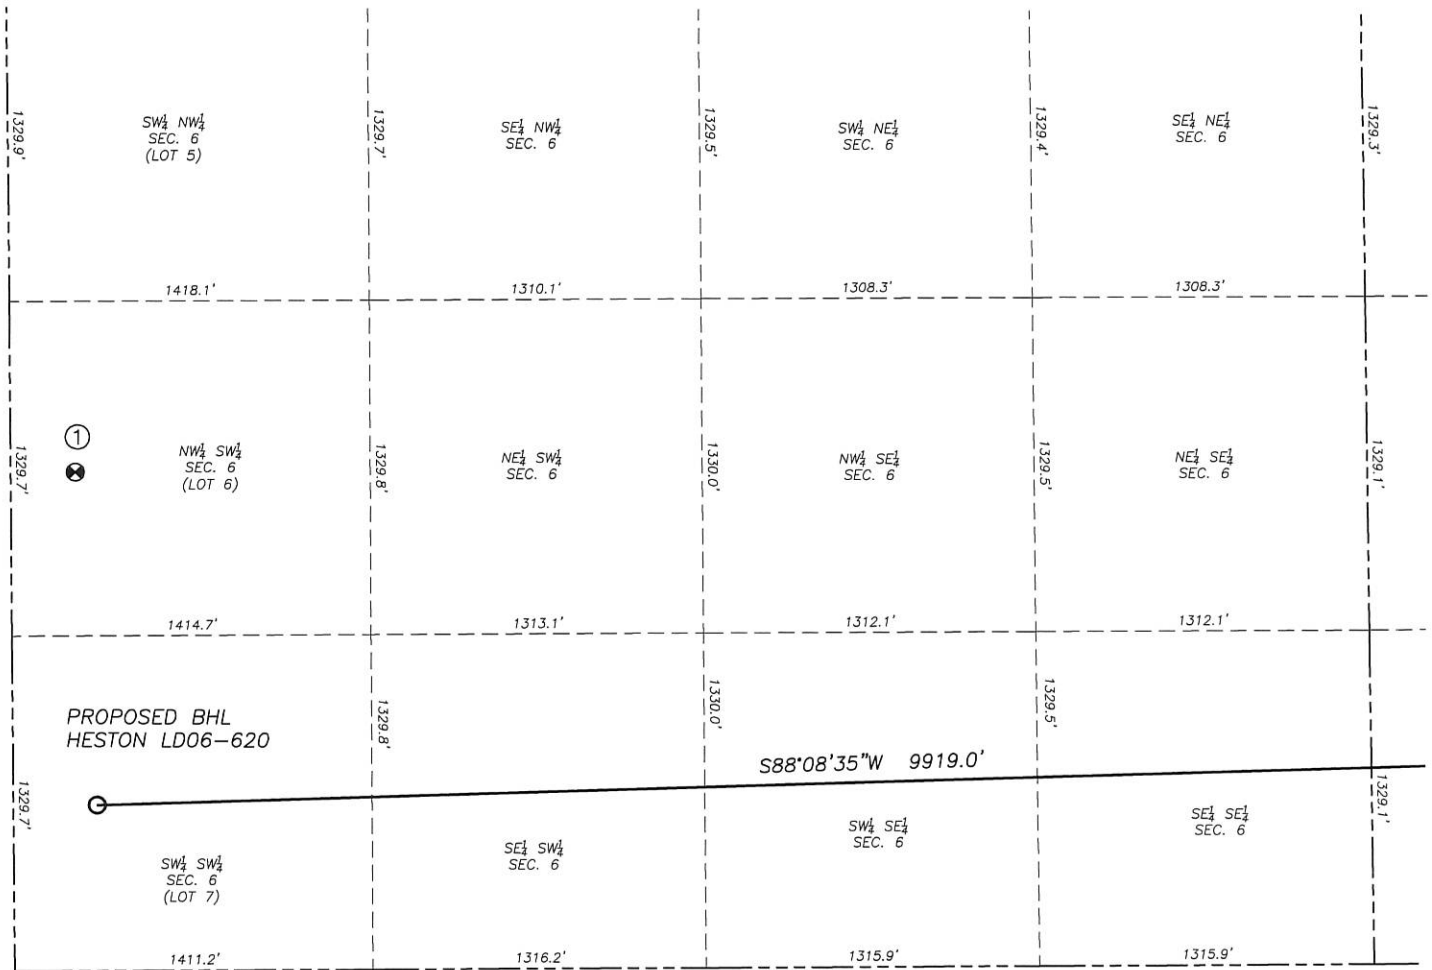 1329.9'
SW¼ NW¼
SEC. 6
(LOT 5)
1329.7'
SE¼ NW¼
SEC. 6
1329.5'
SW¼ NE¼
SEC. 6
1329.4'
SE¼ NE¼
SEC. 6
1329.3'
1418.1'
1310.1'
1308.3'
1308.3'
1
1329.7'
NW¼ SW¼
SEC. 6
(LOT 6)
1329.8'
NE¼ SW¼
SEC. 6
1330.0'
NW¼ SE¼
SEC. 6
1329.5'
NE¼ SE¼
SEC. 6
1329.1'
1414.7'
1313.1'
1312.1'
1312.1'
PROPOSED BHL
HESTON LD06-620
1329.8'
1330.0'
1329.5'
S88°08'35"W 9919.0'
1329.7'
1329.1'
SW¼ SW¼
SEC. 6
(LOT 7)
SE¼ SW¼
SEC. 6
SW¼ SE¼
SEC. 6
SE¼ SE¼
SEC. 6
1411.2'
1316.2'
1315.9'
1315.9'